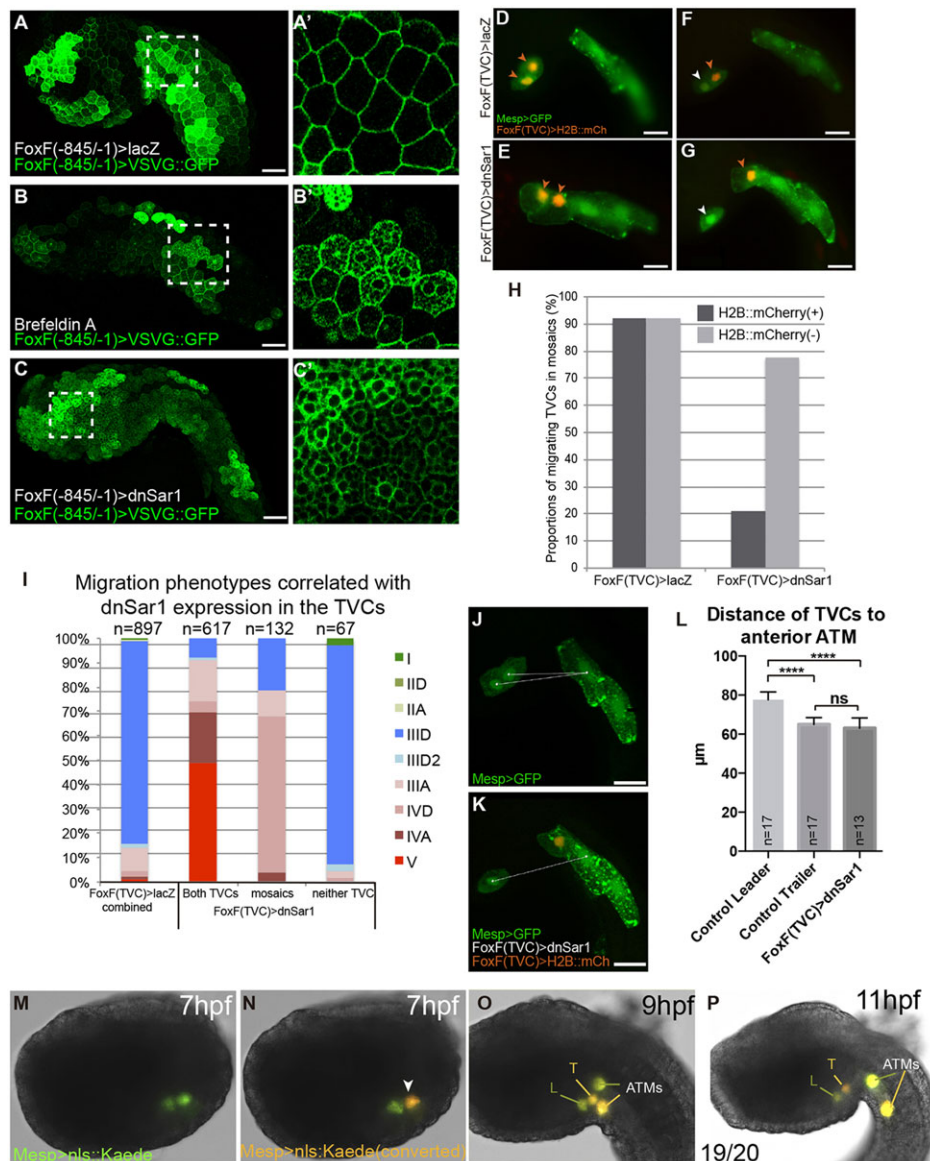 A
FoxF(-845/-1)>lacZ
FoxF(-845/-1)>VSVG::GFP
A'
B
Brefeldin A
FoxF(-845/-1)>VSVG::GFP
B'
C
FoxF(-845/-1)>dnSar1
FoxF(-845/-1)>VSVG::GFP
C'
FoxF(TVC)>lacZ
D
Mesp>GFP
FoxF(TVC)>H2B::mCh
F
FoxF(TVC)>dnSar1
E
G
H
Proportions of migrating TVCs in mosaics (%)
100
90
80
70
60
50
40
30
20
10
0
H2B::mCherry(+)
H2B::mCherry(-)
FoxF(TVC)>lacZ
FoxF(TVC)>dnSar1
I
Migration phenotypes correlated with
dnSar1 expression in the TVCs
n=897
n=617
n=132
n=67
100%
90%
80%
70%
60%
50%
40%
30%
20%
10%
0%
I
IID
IIA
IIID
IIID2
IIIA
IVD
IVA
V
FoxF(TVC)>lacZ
combined
Both TVCs
mosaics
neither TVC
FoxF(TVC)>dnSar1
J
Mesp>GFP
K
Mesp>GFP
FoxF(TVC)>dnSar1
FoxF(TVC)>H2B::mCh
L
Distance of TVCs to
anterior ATM
****
****
ns
100
80
60
40
20
0
μm
n=17
n=17
n=13
Control Leader
Control Trailer
FoxF(TVC)>dnSar1
M
7hpf
Mesp>nls::Kaede
N
7hpf
Mesp>nls:Kaede(converted)
O
9hpf
T
L
ATMs
P
11hpf
ATMs
T
L
19/20